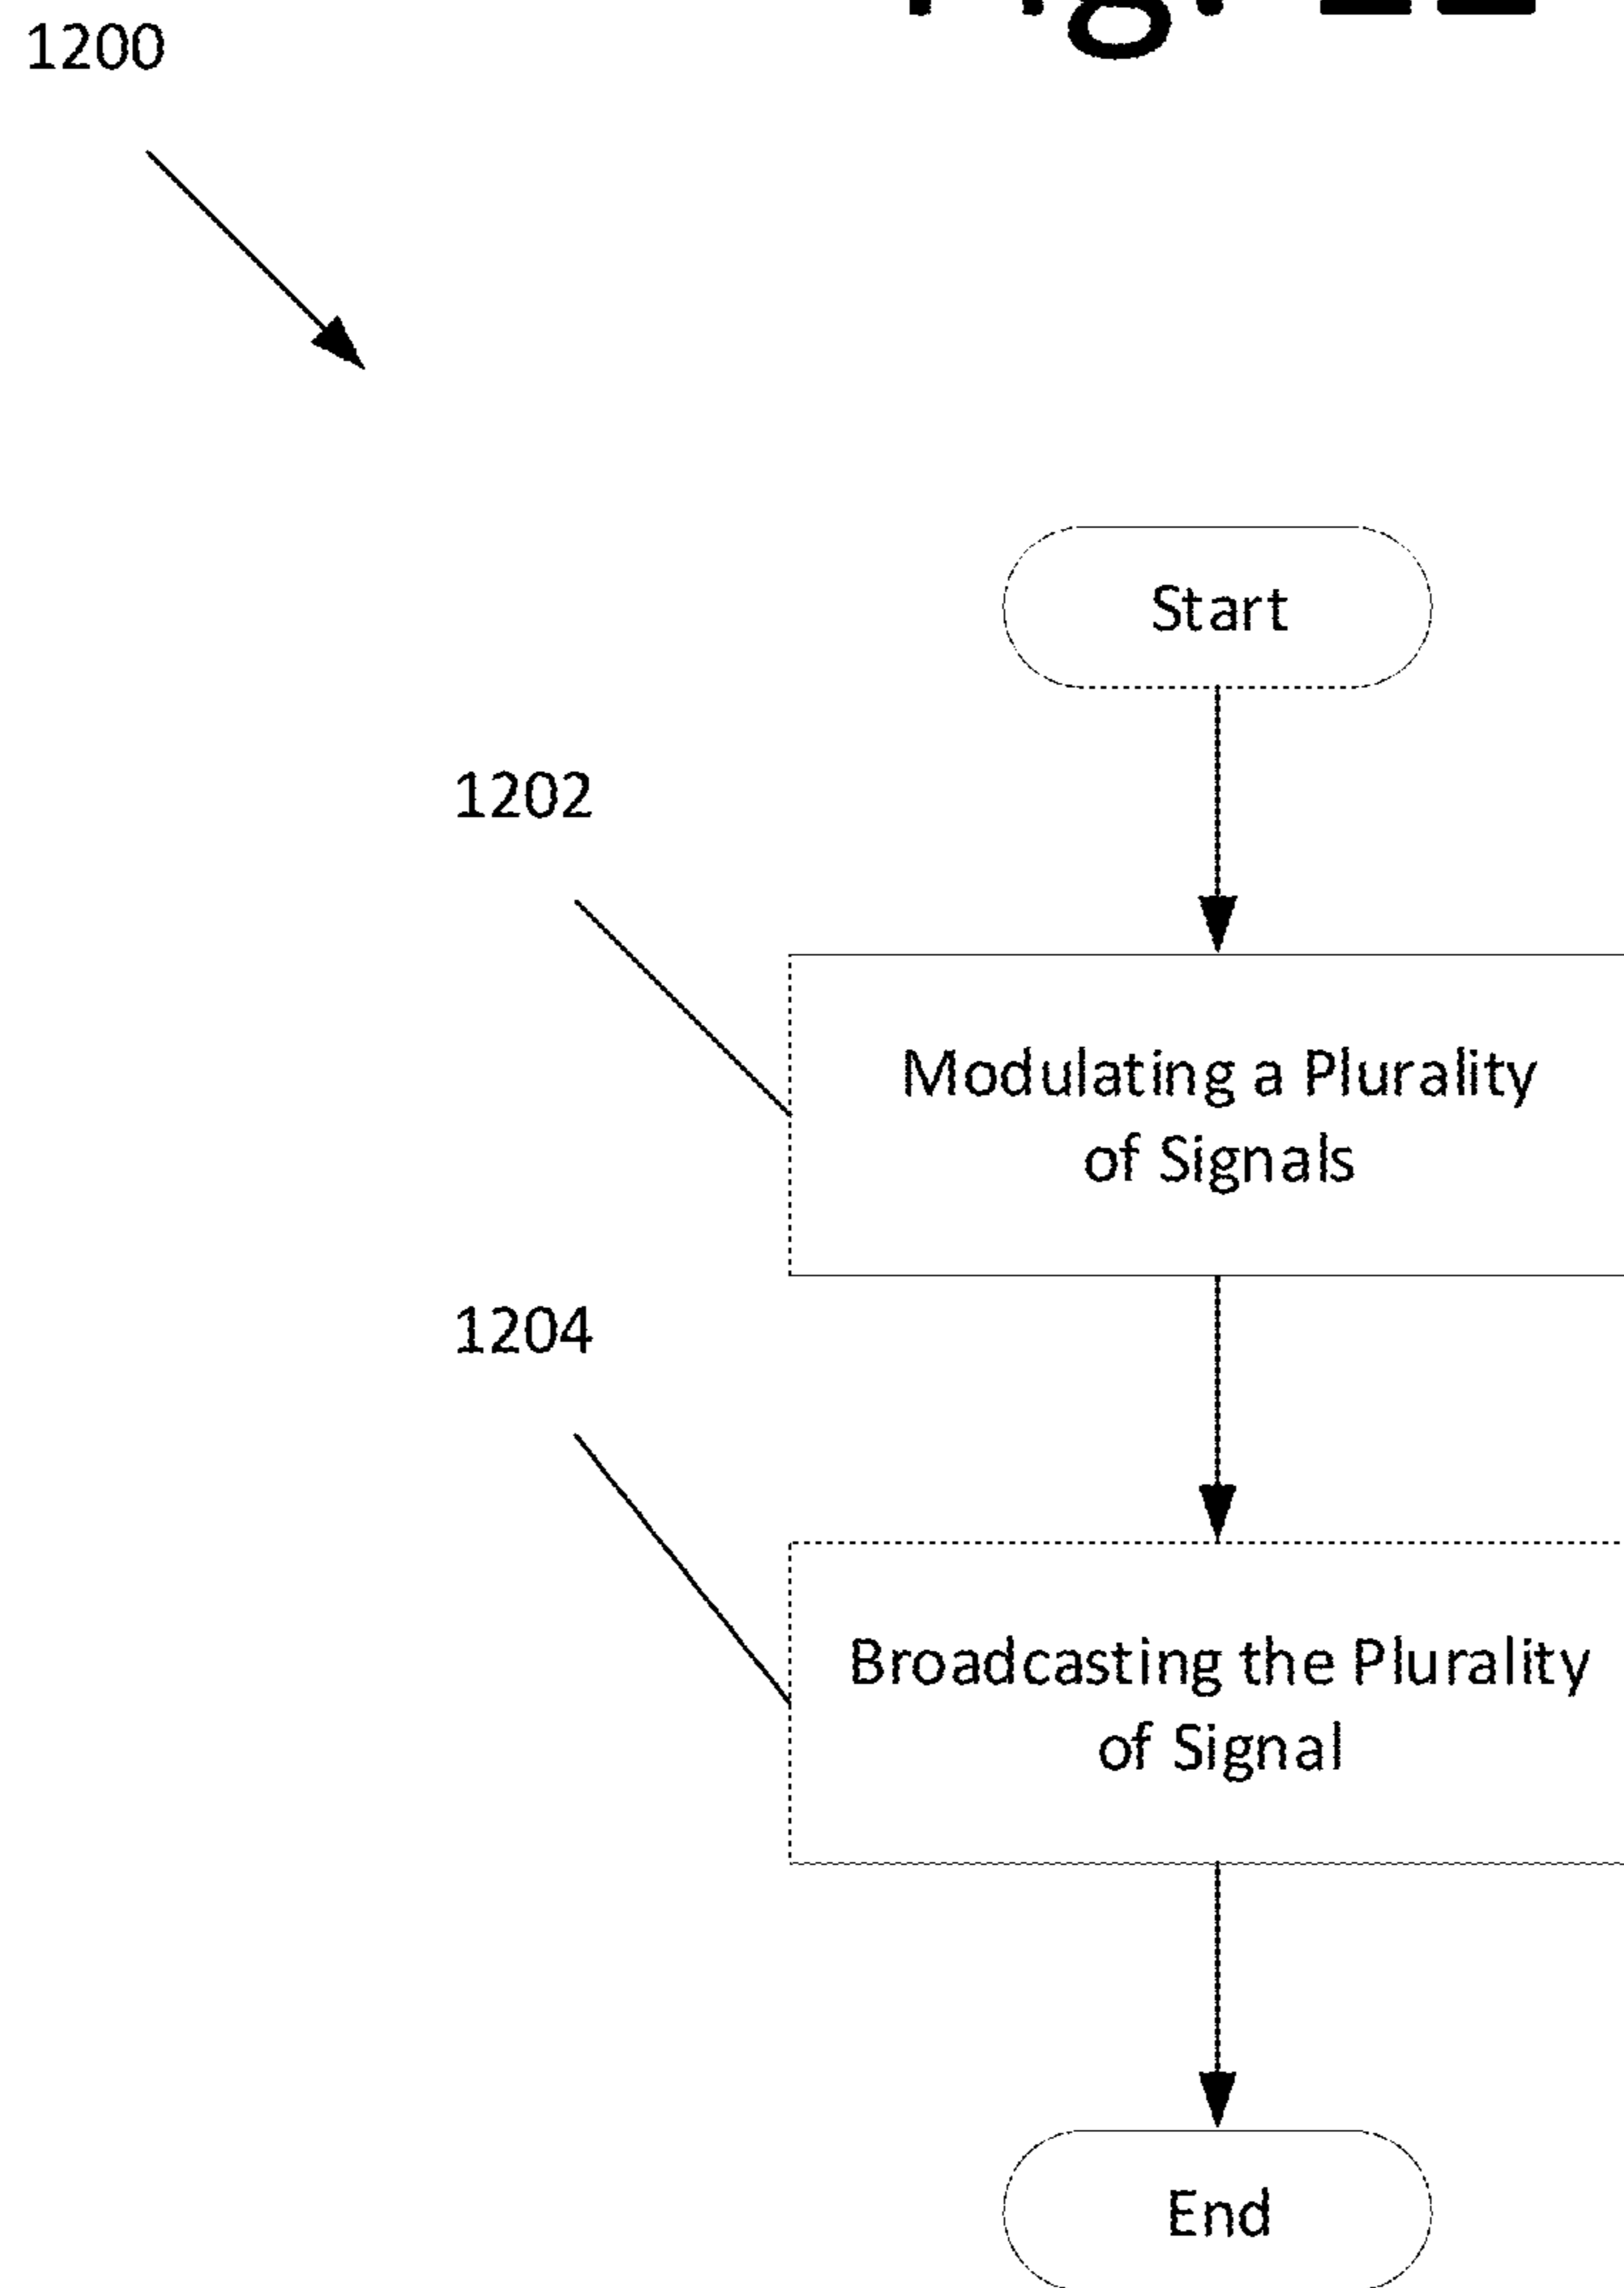 1200
Start
1202
Modulating a Plurality
of Signals
1204
Broadcasting the Plurality
of Signal
End